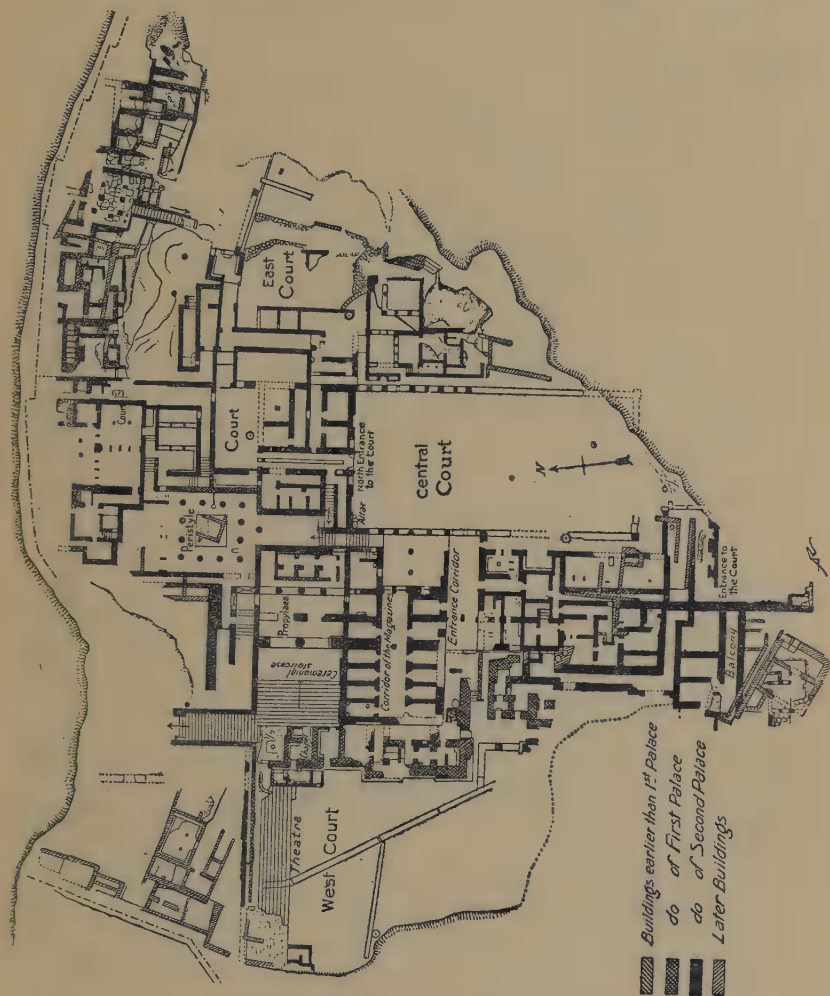 Court
Peristyle
Court
East
Court
Altar
North Entrance
to the Court
Central
Court
N
Propylaea
Ceremonial
staircase
Corridor of the Magazines
Entrance Corridor
Theatre
West Court
Entrance to
the Court
Balcony
Buildings earlier than 1st Palace
do of First Palace
do of Second Palace
Later Buildings